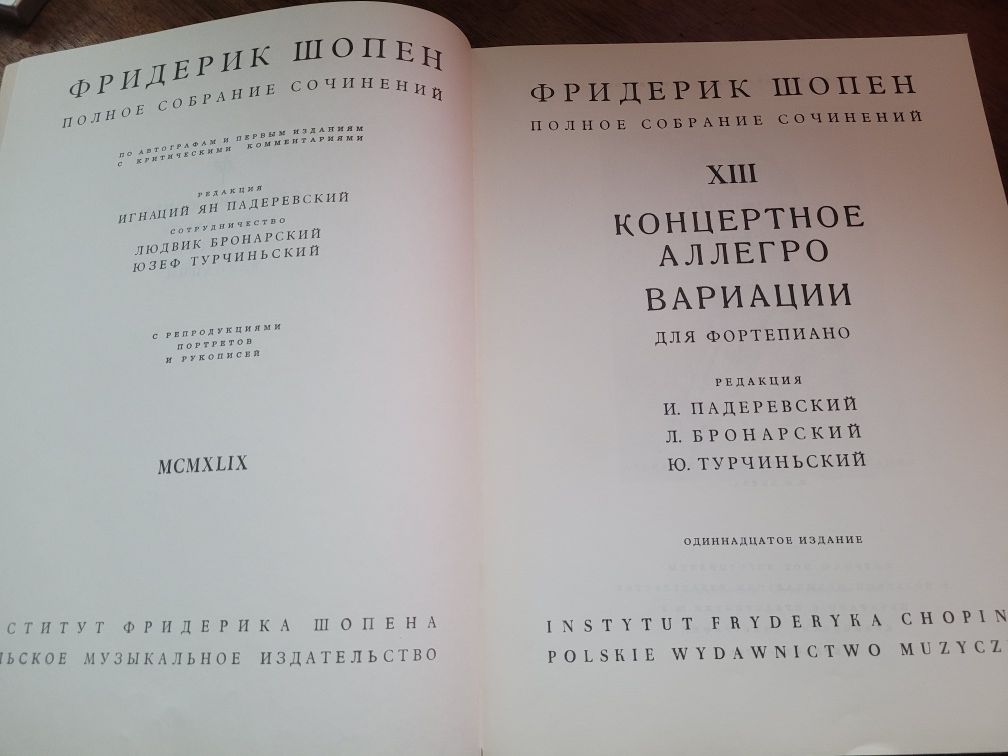 ФРИДЕРИК ШОПЕН
ПОЛНОЕ СОБРАНИЕ СОЧИНЕНИЙ
ПО АВТОГРАФАМ И ПЕРВЫМ ИЗДАНИЯМ
С КРИТИЧЕСКИМИ КОММЕНТАРИЯМИ
РЕДАКЦИЯ
ИГНАЦИЙ ЯН ПАДЕРЕВСКИЙ
СОТРУДНИЧЕСТВО
ЛЮДВИК БРОНАРСКИЙ
ЮЗЕФ ТУРЧИНЬСКИЙ
С РЕПРОДУКЦИЯМИ
ПОРТРЕТОВ
И РУКОПИСЕЙ
MCMXLIX
СТИТУТ ФРИДЕРИКА ШОПЕНА
ЛЬСКОЕ МУЗЫКАЛЬНОЕ ИЗДАТЕЛЬСТВО
ФРИДЕРИК ШОПЕН
ПОЛНОЕ СОБРАНИЕ СОЧИНЕНИЙ
XIII
КОНЦЕРТНОЕ
АЛЛЕГРО
ВАРИАЦИИ
ДЛЯ ФОРТЕПИАНО
РЕДАКЦИЯ
И. ПАДЕРЕВСКИЙ
Л. БРОНАРСКИЙ
Ю. ТУРЧИНЬСКИЙ
ОДИННАДЦАТОЕ ИЗДАНИЕ
INSTYTUT FRYDERYKA CHOPIN
POLSKIE WYDAWNICTWO MUZYCZ